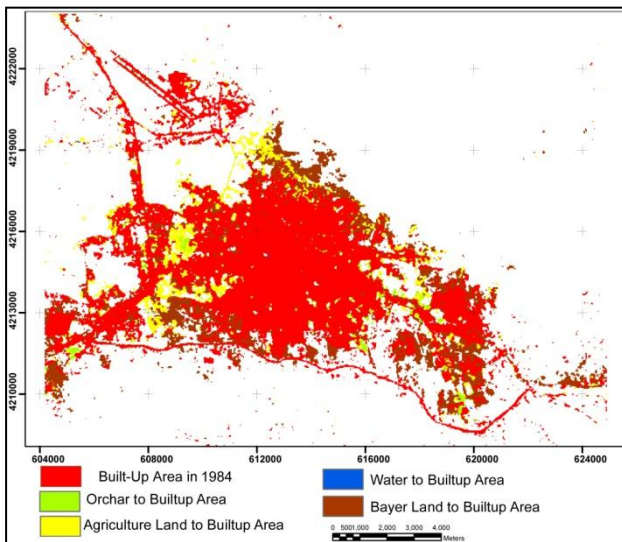 4222000
4219000
4216000
4213000
4210000
604000 608000 612000 616000 620000 624000
Built-Up Area in 1984
Orchar to Builtup Area
Agriculture Land to Builtup Area
Water to Builtup Area
Bayer Land to Builtup Area
0 5001,000 2,000 3,000 4,000
Meters